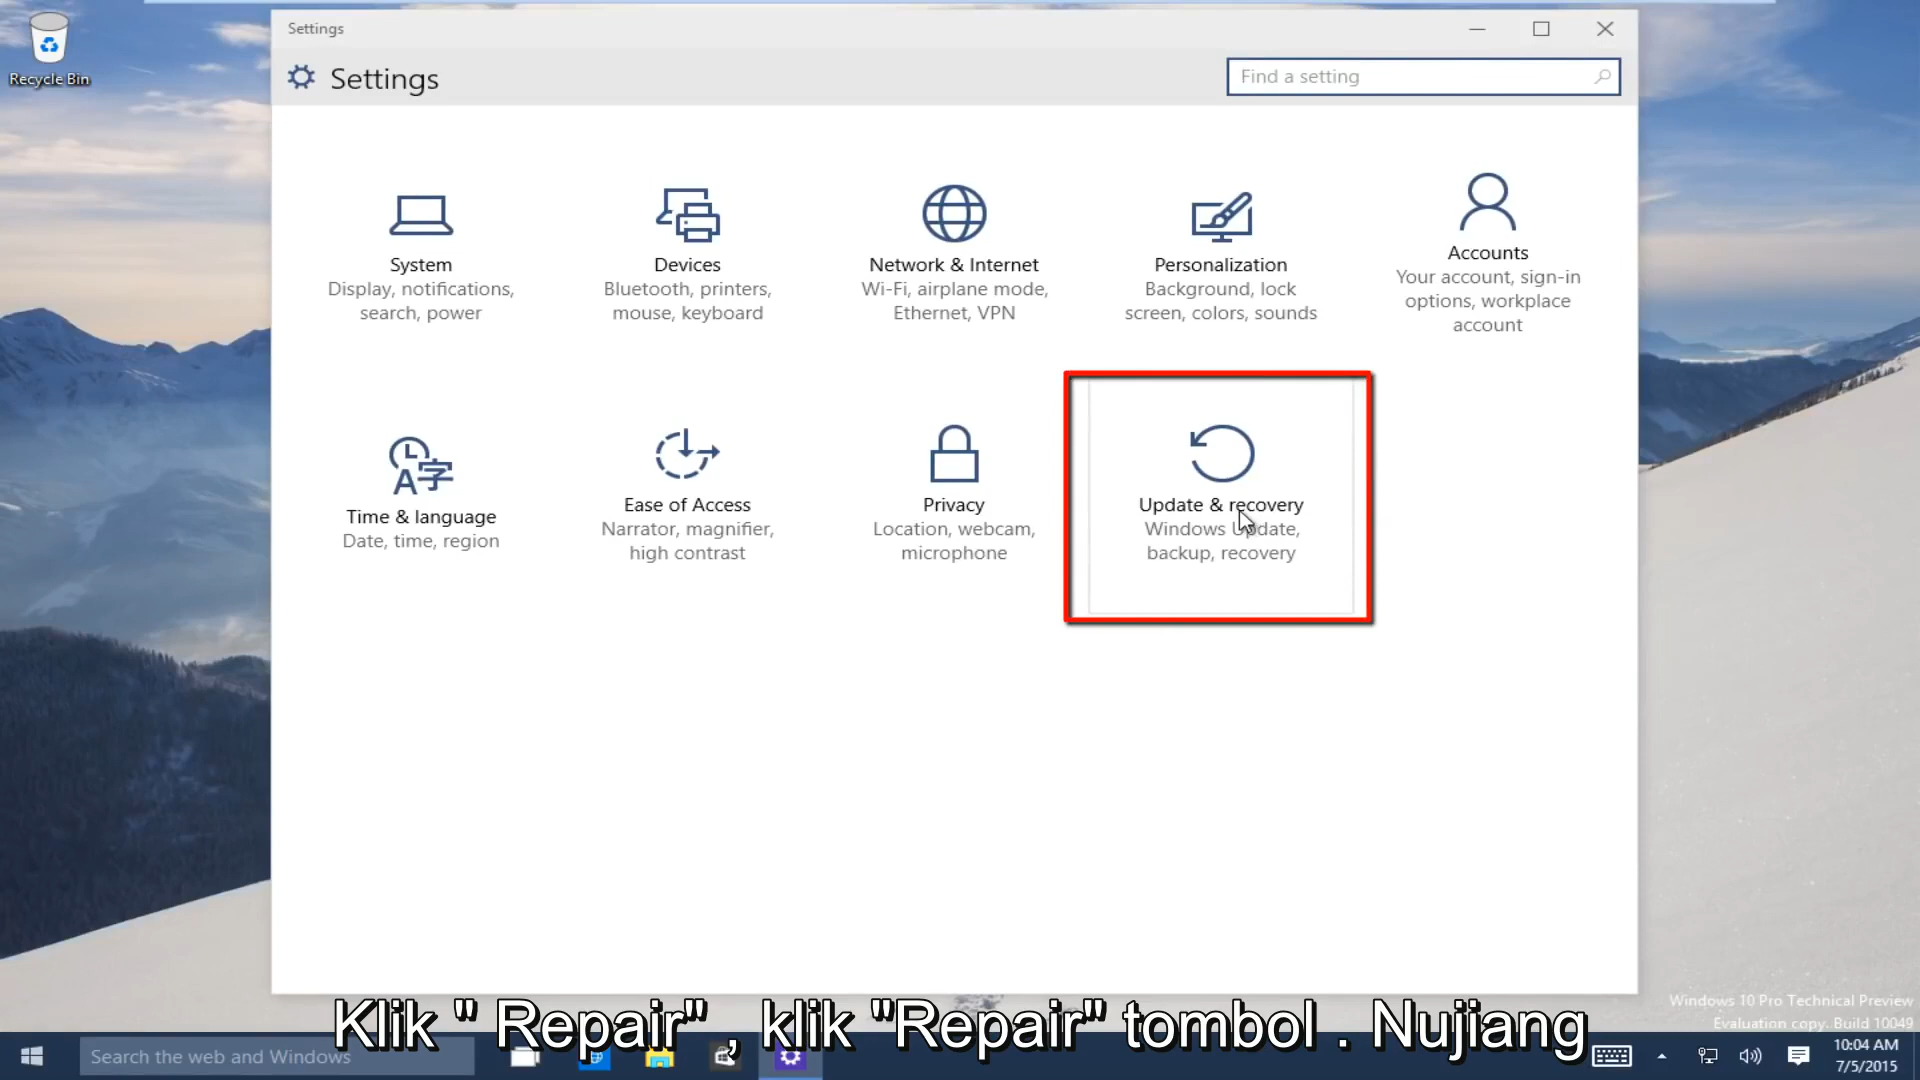 Recycle Bin
Settings
Settings
Find a setting
System
Display, notifications,
search, power
Devices
Bluetooth, printers,
mouse, keyboard
Network & Internet
Wi-Fi, airplane mode,
Ethernet, VPN
Personalization
Background, lock
screen, colors, sounds
Accounts
Your account, sign-in
options, workplace
account
Time & language
Date, time, region
Ease of Access
Narrator, magnifier,
high contrast
Privacy
Location, webcam,
microphone
Update & recovery
Windows Update,
backup, recovery
Windows 10 Pro Technical Preview
Evaluation copy. Build 10049
Klik " Repair" , klik "Repair" tombol . Nujiang
Search the web and Windows
10:04 AM
7/5/2015